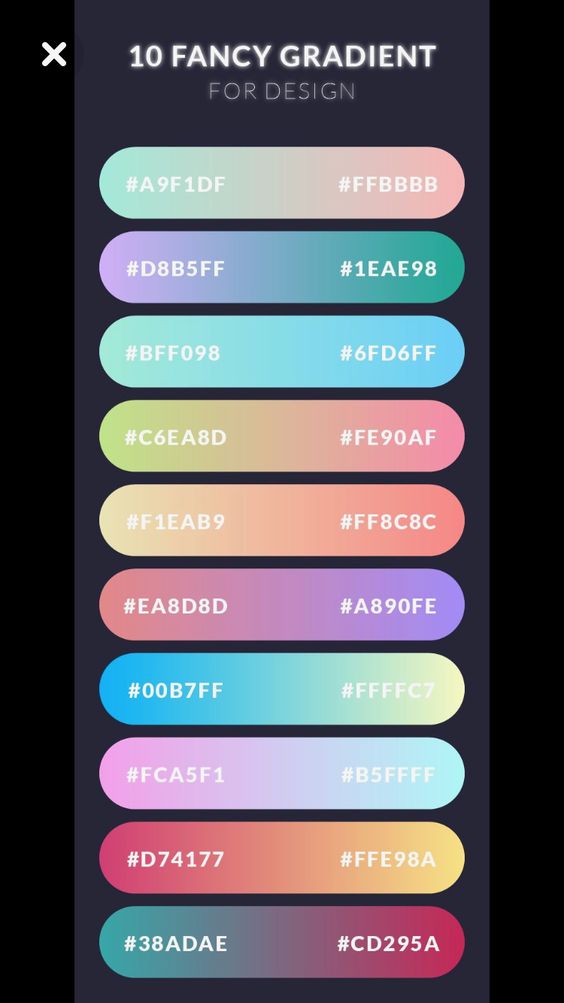 10 FANCY GRADIENT
FOR DESIGN
#A9F1DF #FFBBBB
#D8B5FF #1EAE98
#BFF098 #6FD6FF
#C6EA8D #FE90AF
#F1EAB9 #FF8C8C
#EA8D8D #A890FE
#00B7FF #FFFFC7
#FCA5F1 #B5FFFF
#D74177 #FFE98A
#38ADAE #CD295A